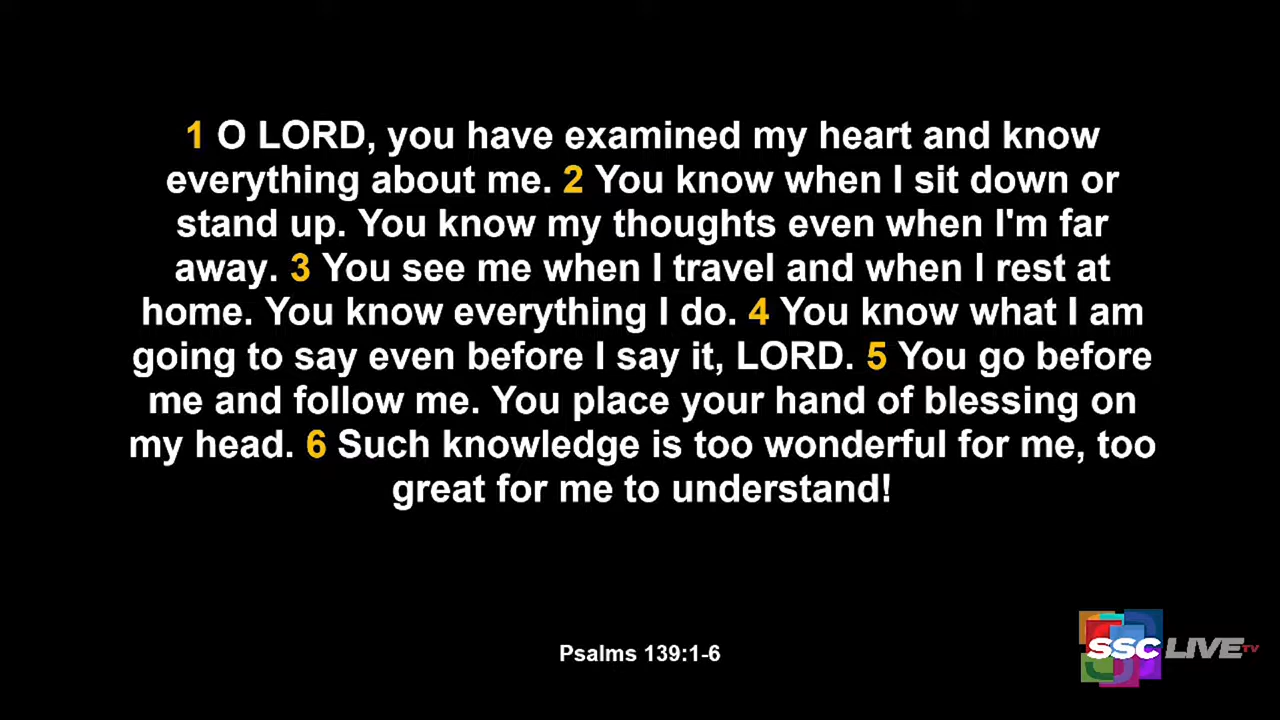 1 O LORD, you have examined my heart and know
everything about me. 2 You know when I sit down or
stand up. You know my thoughts even when I'm far
away. 3 You see me when I travel and when I rest at
home. You know everything I do. 4 You know what I am
going to say even before I say it, LORD. 5 You go before
me and follow me. You place your hand of blessing on
my head. 6 Such knowledge is too wonderful for me, too
great for me to understand!
Psalms 139:1-6
SSC LIVE TV